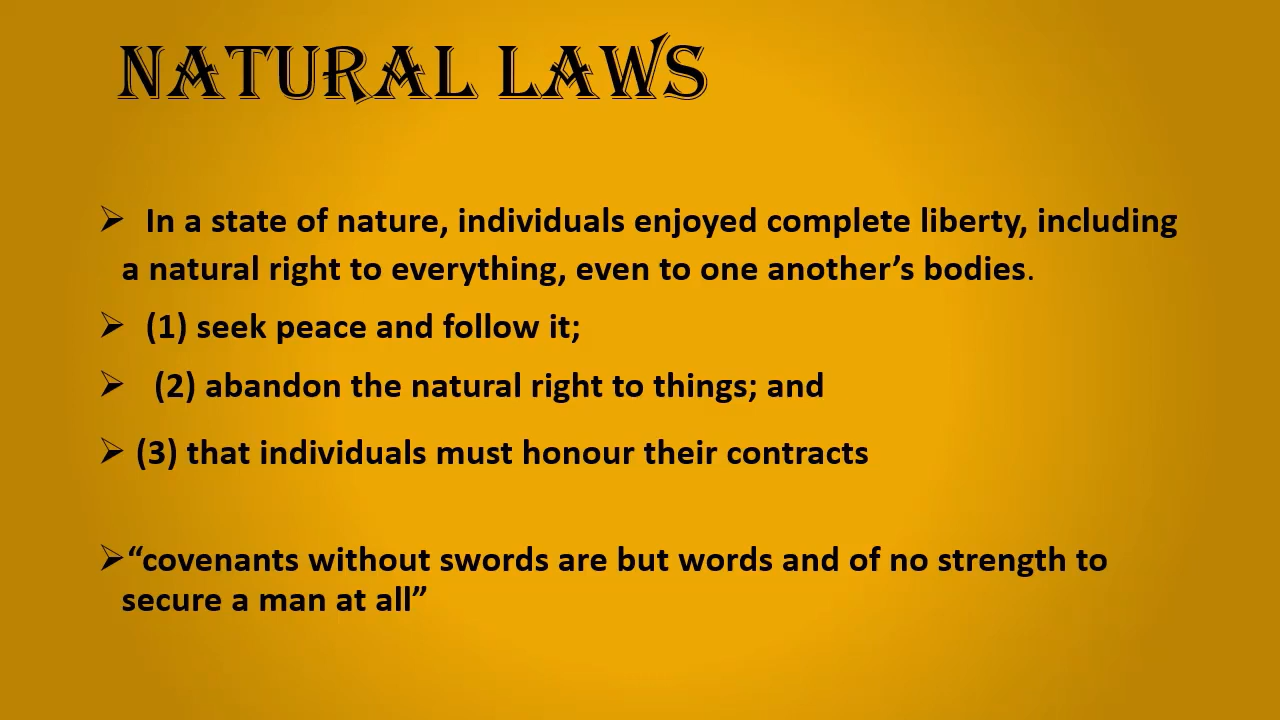 NATURAL LAWS
➢ In a state of nature, individuals enjoyed complete liberty, including
a natural right to everything, even to one another’s bodies.
➢ (1) seek peace and follow it;
➢ (2) abandon the natural right to things; and
➢ (3) that individuals must honour their contracts
➢ “covenants without swords are but words and of no strength to
secure a man at all”